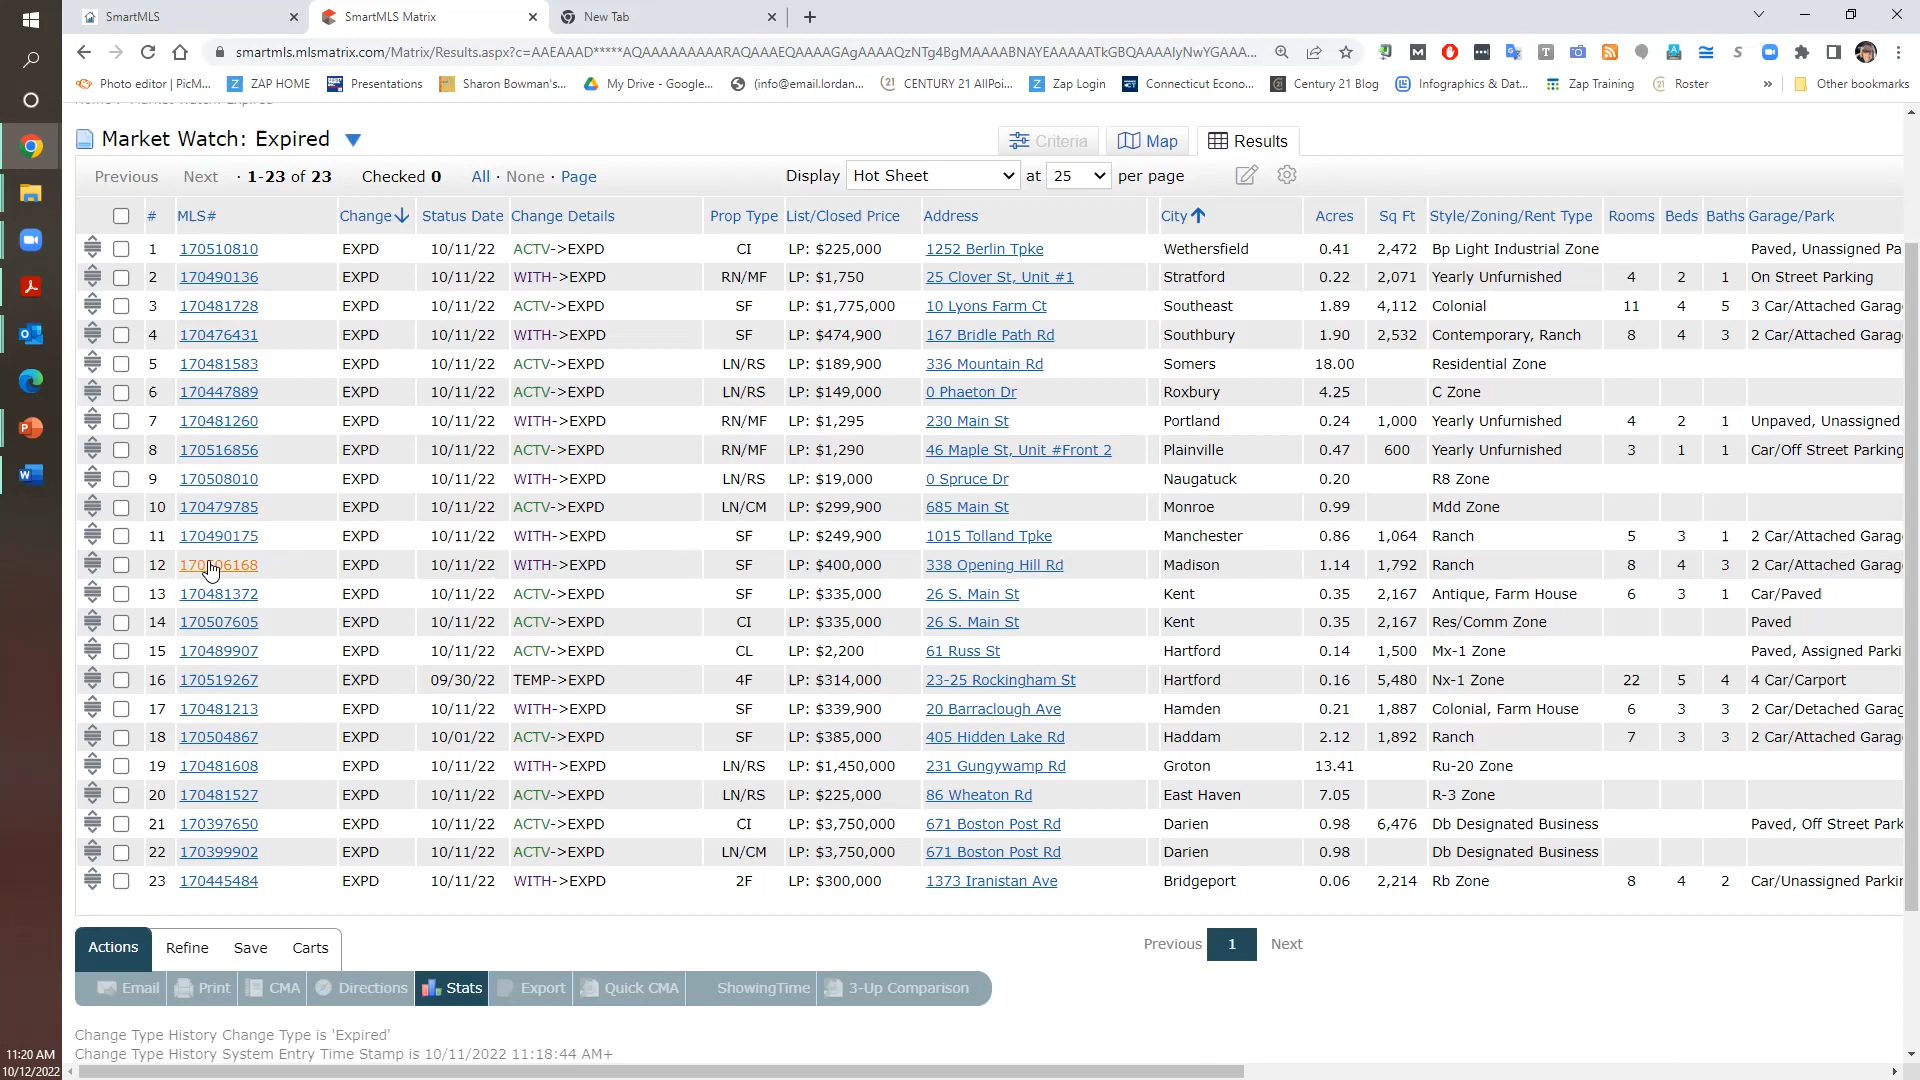 SmartMLS
SmartMLS Matrix
New Tab
smartmls.mlsmatrix.com/Matrix/Results.aspx?c=AAEAAAD*****AQAAAAAAAAARAQAAAEQAAAAGAgAAAAQzNTg4BgMAAAABNAYEAAAAATkGBQAAAAIyNwYGAAA...
Photo editor | PicM...
ZAP HOME
Presentations
Sharon Bowman's...
My Drive - Google...
(info@email.lordan...
CENTURY 21 AllPoi...
Zap Login
Connecticut Econo...
Century 21 Blog
Infographics & Dat...
Zap Training
Roster
»
Other bookmarks
Market Watch: Expired
Criteria
Map
Results
Previous Next · 1-23 of 23 Checked 0 All · None · Page
Display Hot Sheet at 25 per page
# MLS# Change Status Date Change Details Prop Type List/Closed Price Address City Acres Sq Ft Style/Zoning/Rent Type Rooms Beds Baths Garage/Park
1 170510810 EXPD 10/11/22 ACTV->EXPD CI LP: $225,000 1252 Berlin Tpke Wethersfield 0.41 2,472 Bp Light Industrial Zone Paved, Unassigned Pa
2 170490136 EXPD 10/11/22 WITH->EXPD RN/MF LP: $1,750 25 Clover St, Unit #1 Stratford 0.22 2,071 Yearly Unfurnished 4 2 1 On Street Parking
3 170481728 EXPD 10/11/22 ACTV->EXPD SF LP: $1,775,000 10 Lyons Farm Ct Southeast 1.89 4,112 Colonial 11 4 5 3 Car/Attached Garag
4 170476431 EXPD 10/11/22 WITH->EXPD SF LP: $474,900 167 Bridle Path Rd Southbury 1.90 2,532 Contemporary, Ranch 8 4 3 2 Car/Attached Garag
5 170481583 EXPD 10/11/22 ACTV->EXPD LN/RS LP: $189,900 336 Mountain Rd Somers 18.00 Residential Zone
6 170447889 EXPD 10/11/22 ACTV->EXPD LN/RS LP: $149,000 0 Phaeton Dr Roxbury 4.25 C Zone
7 170481260 EXPD 10/11/22 WITH->EXPD RN/MF LP: $1,295 230 Main St Portland 0.24 1,000 Yearly Unfurnished 4 2 1 Unpaved, Unassigned
8 170516856 EXPD 10/11/22 ACTV->EXPD RN/MF LP: $1,290 46 Maple St, Unit #Front 2 Plainville 0.47 600 Yearly Unfurnished 3 1 1 Car/Off Street Parking
9 170508010 EXPD 10/11/22 WITH->EXPD LN/RS LP: $19,000 0 Spruce Dr Naugatuck 0.20 R8 Zone
10 170479785 EXPD 10/11/22 ACTV->EXPD LN/CM LP: $299,900 685 Main St Monroe 0.99 Mdd Zone
11 170490175 EXPD 10/11/22 WITH->EXPD SF LP: $249,900 1015 Tolland Tpke Manchester 0.86 1,064 Ranch 5 3 1 2 Car/Attached Garag
12 EXPD 10/11/22 WITH->EXPD SF LP: $400,000 338 Opening Hill Rd Madison 1.14 1,792 Ranch 8 4 3 2 Car/Attached Garag
13 170481372 EXPD 10/11/22 ACTV->EXPD SF LP: $335,000 26 S. Main St Kent 0.35 2,167 Antique, Farm House 6 3 1 Car/Paved
14 170507605 EXPD 10/11/22 ACTV->EXPD CI LP: $335,000 26 S. Main St Kent 0.35 2,167 Res/Comm Zone Paved
15 170489907 EXPD 10/11/22 ACTV->EXPD CL LP: $2,200 61 Russ St Hartford 0.14 1,500 Mx-1 Zone Paved, Assigned Parki
16 170519267 EXPD 09/30/22 TEMP->EXPD 4F LP: $314,000 23-25 Rockingham St Hartford 0.16 5,480 Nx-1 Zone 22 5 4 4 Car/Carport
17 170481213 EXPD 10/11/22 WITH->EXPD SF LP: $339,900 20 Barraclough Ave Hamden 0.21 1,887 Colonial, Farm House 6 3 3 2 Car/Detached Garag
18 170504867 EXPD 10/01/22 ACTV->EXPD SF LP: $385,000 405 Hidden Lake Rd Haddam 2.12 1,892 Ranch 7 3 3 2 Car/Attached Garag
19 170481608 EXPD 10/11/22 WITH->EXPD LN/RS LP: $1,450,000 231 Gungywamp Rd Groton 13.41 Ru-20 Zone
20 170481527 EXPD 10/11/22 ACTV->EXPD LN/RS LP: $225,000 86 Wheaton Rd East Haven 7.05 R-3 Zone
21 170397650 EXPD 10/11/22 ACTV->EXPD CI LP: $3,750,000 671 Boston Post Rd Darien 0.98 6,476 Db Designated Business Paved, Off Street Park
22 170399902 EXPD 10/11/22 ACTV->EXPD LN/CM LP: $3,750,000 671 Boston Post Rd Darien 0.98 Db Designated Business
23 170445484 EXPD 10/11/22 WITH->EXPD 2F LP: $300,000 1373 Iranistan Ave Bridgeport 0.06 2,214 Rb Zone 8 4 2 Car/Unassigned Parkin
Actions Refine Save Carts
Previous 1 Next
Email Print CMA Directions Stats Export Quick CMA ShowingTime 3-Up Comparison
Change Type History Change Type is 'Expired'
Change Type History System Entry Time Stamp is 10/11/2022 11:18:44 AM+
11:20 AM
10/12/2022